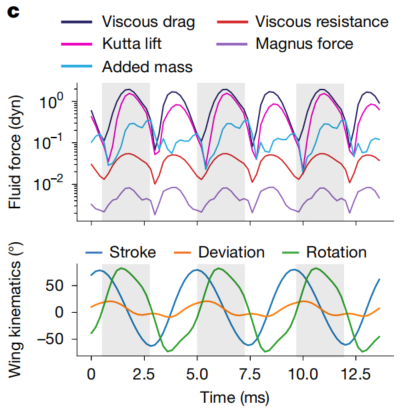 c
Viscous drag
Viscous resistance
Kutta lift
Magnus force
Added mass
Fluid force (dyn)
10⁰
10⁻¹
10⁻²
Stroke
Deviation
Rotation
Wing kinematics (°)
50
0
−50
0
2.5
5.0
7.5
10.0
12.5
Time (ms)